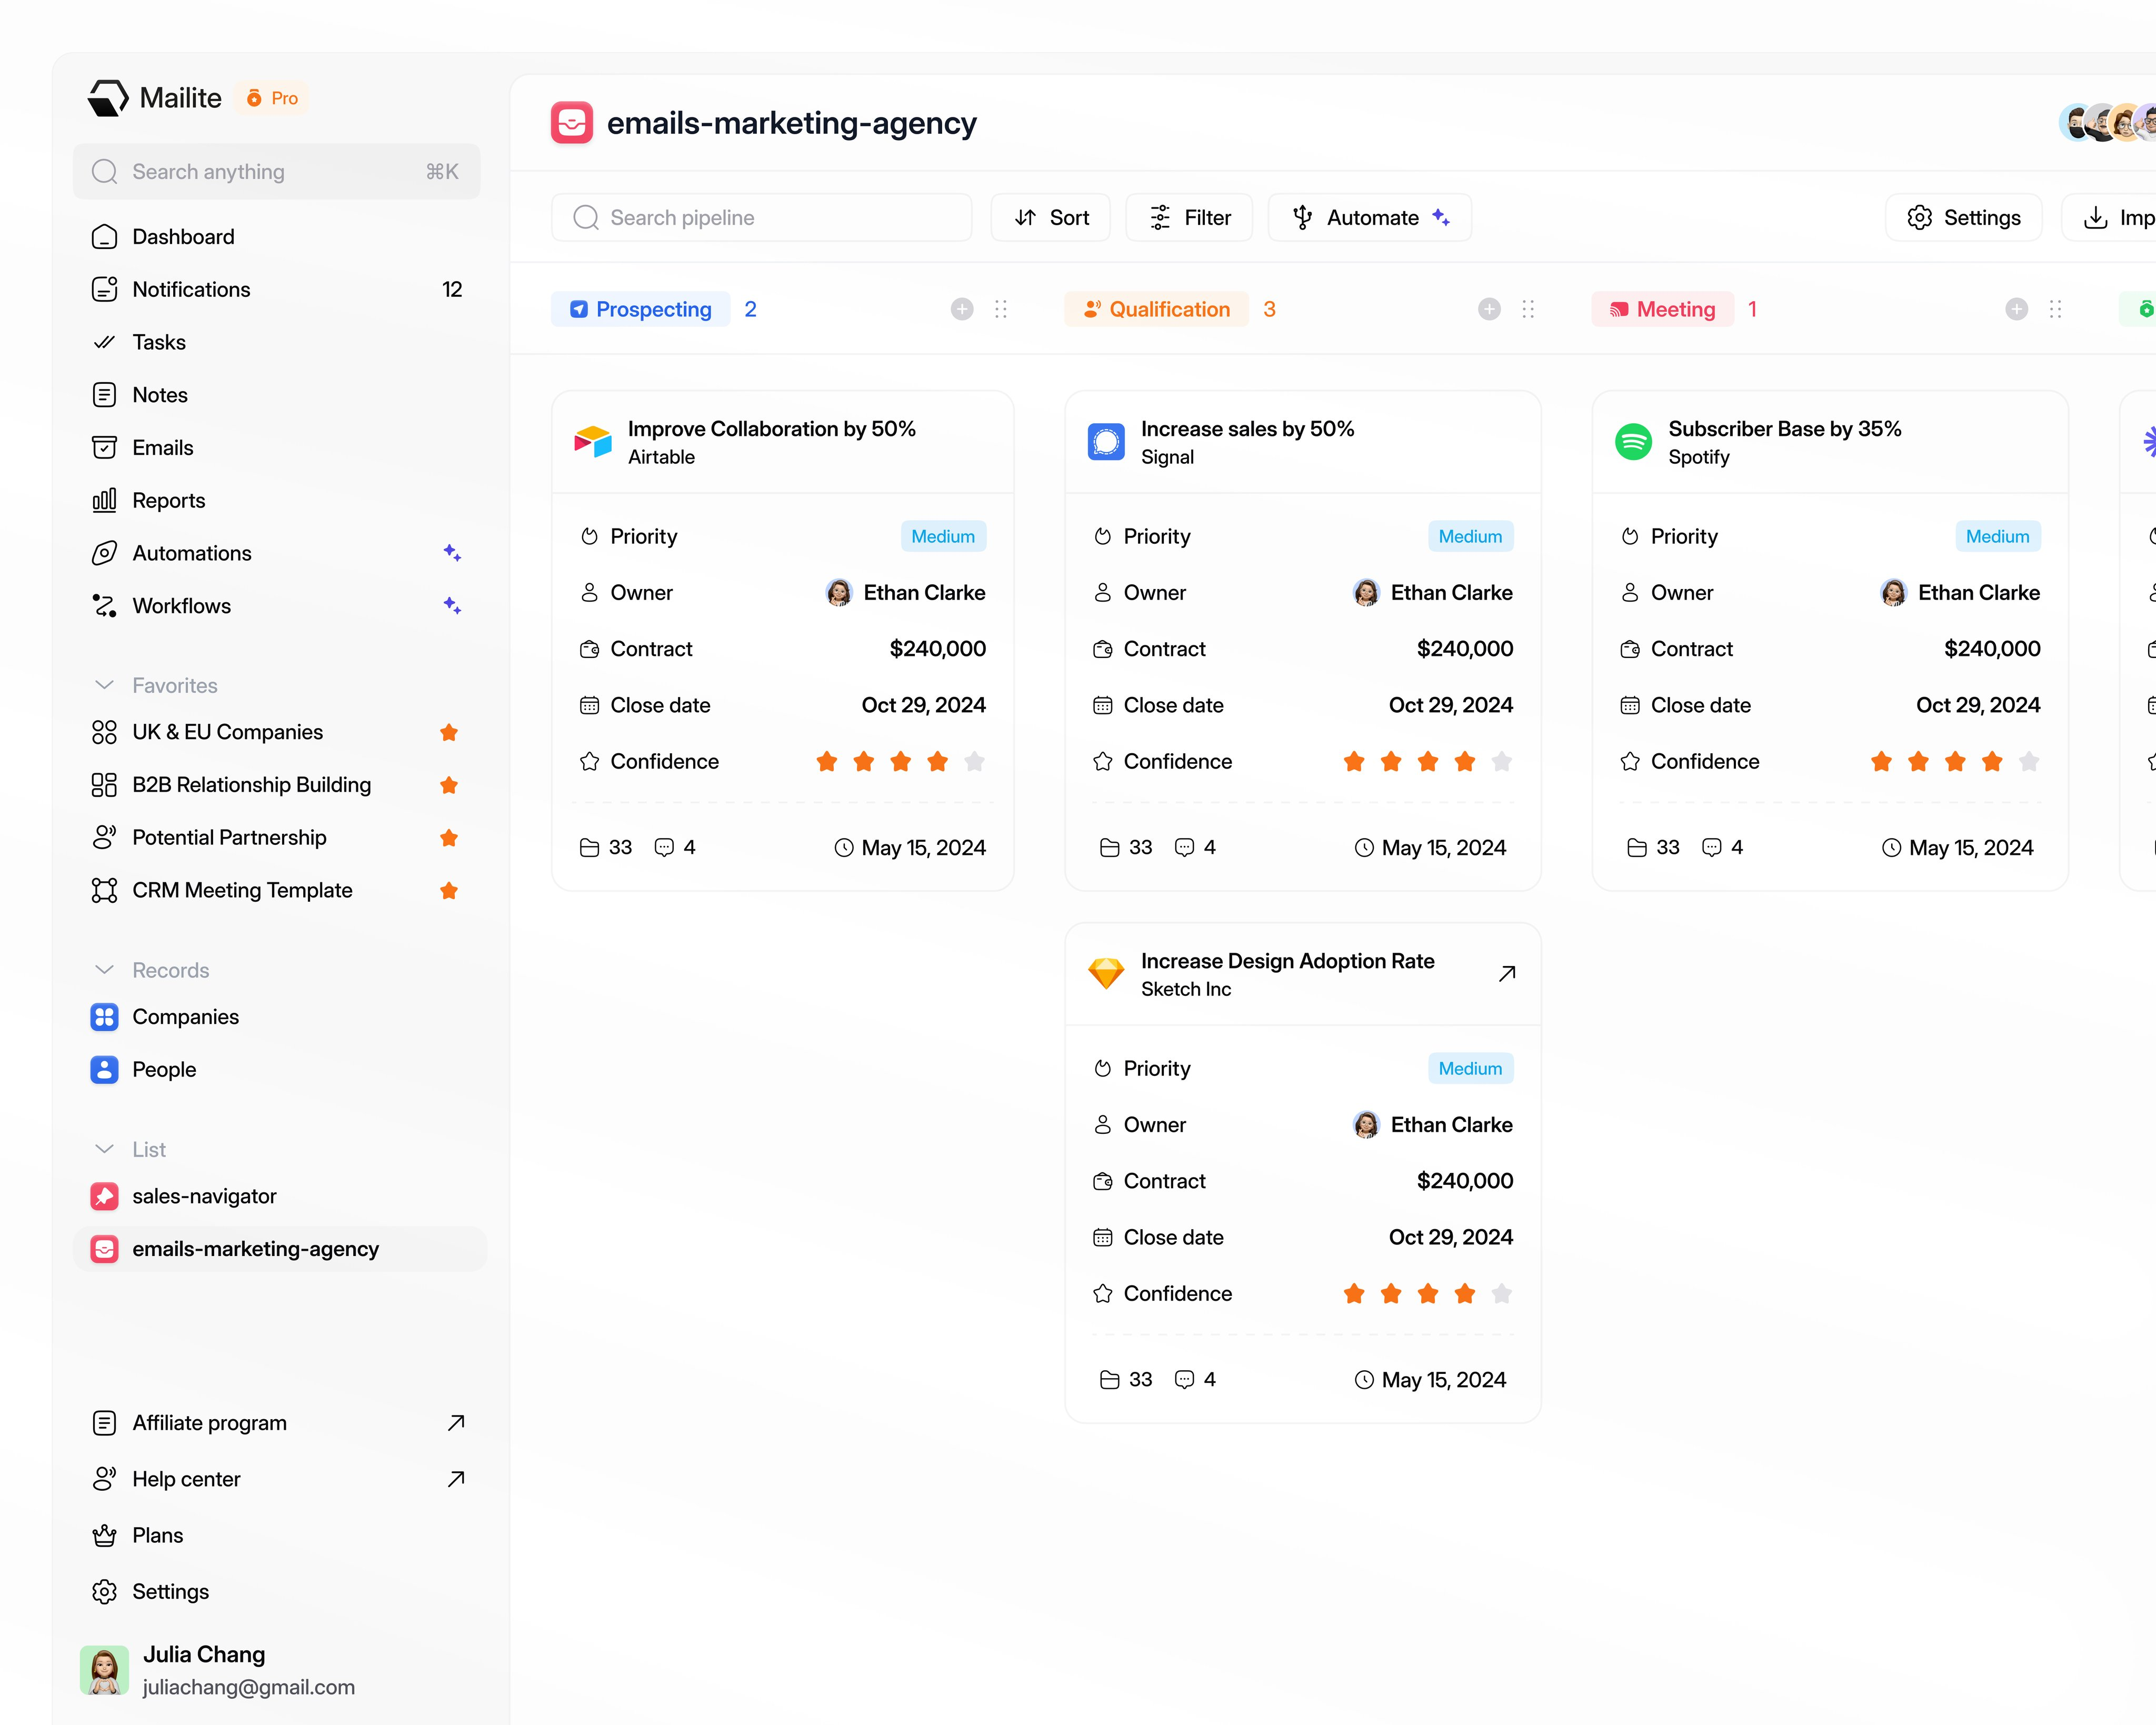 Mailite
Pro
Search anything
⌘K
Dashboard
Notifications
12
Tasks
Notes
Emails
Reports
Automations
Workflows
Favorites
UK & EU Companies
B2B Relationship Building
Potential Partnership
CRM Meeting Template
Records
Companies
People
List
sales-navigator
emails-marketing-agency
Affiliate program
Help center
Plans
Settings
Julia Chang
juliachang@gmail.com
emails-marketing-agency
Search pipeline
Sort
Filter
Automate
Settings
Imp
Prospecting 2
Improve Collaboration by 50%
Airtable
Priority Medium
Owner Ethan Clarke
Contract $240,000
Close date Oct 29, 2024
Confidence
33 4 May 15, 2024
Qualification 3
Increase sales by 50%
Signal
Priority Medium
Owner Ethan Clarke
Contract $240,000
Close date Oct 29, 2024
Confidence
33 4 May 15, 2024
Increase Design Adoption Rate
Sketch Inc
Priority Medium
Owner Ethan Clarke
Contract $240,000
Close date Oct 29, 2024
Confidence
33 4 May 15, 2024
Meeting 1
Subscriber Base by 35%
Spotify
Priority Medium
Owner Ethan Clarke
Contract $240,000
Close date Oct 29, 2024
Confidence
33 4 May 15, 2024